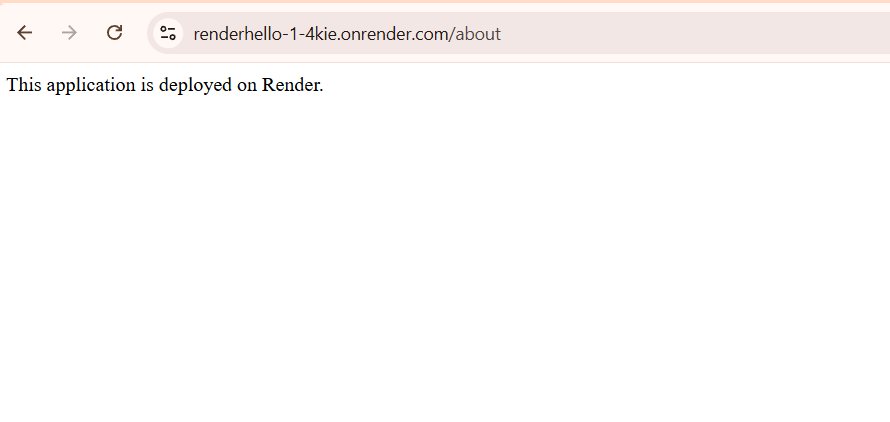 renderhello-1-4kie.onrender.com/about
This application is deployed on Render.